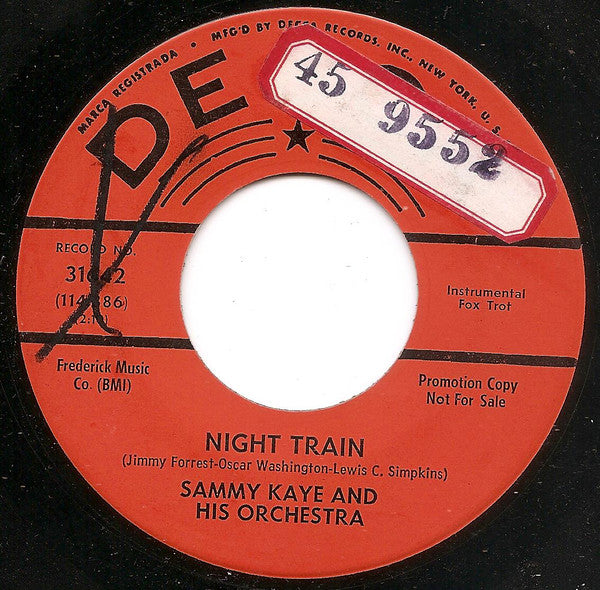 MARCA REGISTRADA • MFG'D BY DECCA RECORDS, INC., NEW YORK, U. S.
DE
45 9552
RECORD NO.
Instrumental
Fox Trot
Frederick Music
Co. (BMI)
Promotion Copy
Not For Sale
NIGHT TRAIN
(Jimmy Forrest-Oscar Washington-Lewis C. Simpkins)
SAMMY KAYE AND
HIS ORCHESTRA